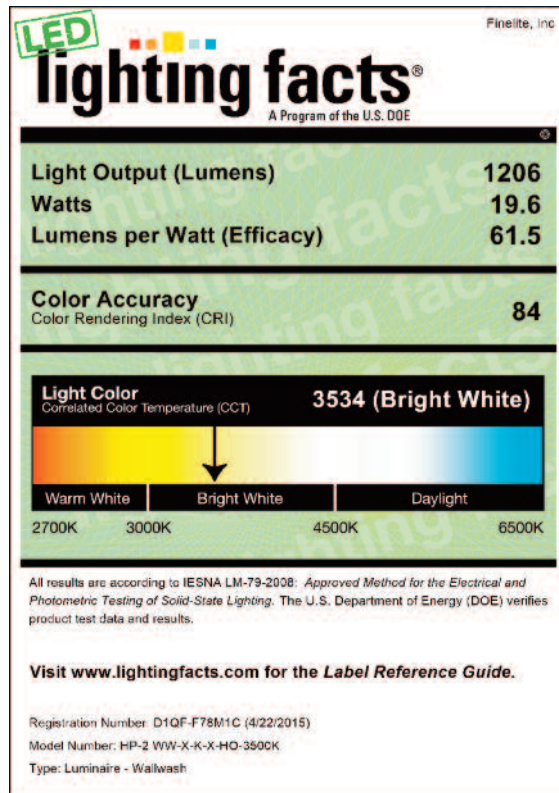 Finelite, Inc
LED
lighting facts®
A Program of the U.S. DOE
Light Output (Lumens) 1206
Watts 19.6
Lumens per Watt (Efficacy) 61.5
Color Accuracy
Color Rendering Index (CRI) 84
Light Color
Correlated Color Temperature (CCT) 3534 (Bright White)
Warm White Bright White Daylight
2700K 3000K 4500K 6500K
All results are according to IESNA LM-79-2008: Approved Method for the Electrical and
Photometric Testing of Solid-State Lighting. The U.S. Department of Energy (DOE) verifies
product test data and results.
Visit www.lightingfacts.com for the Label Reference Guide.
Registration Number: D1QF-F78M1C (4/22/2015)
Model Number: HP-2 WW-X-K-X-HO-3500K
Type: Luminaire - Wallwash